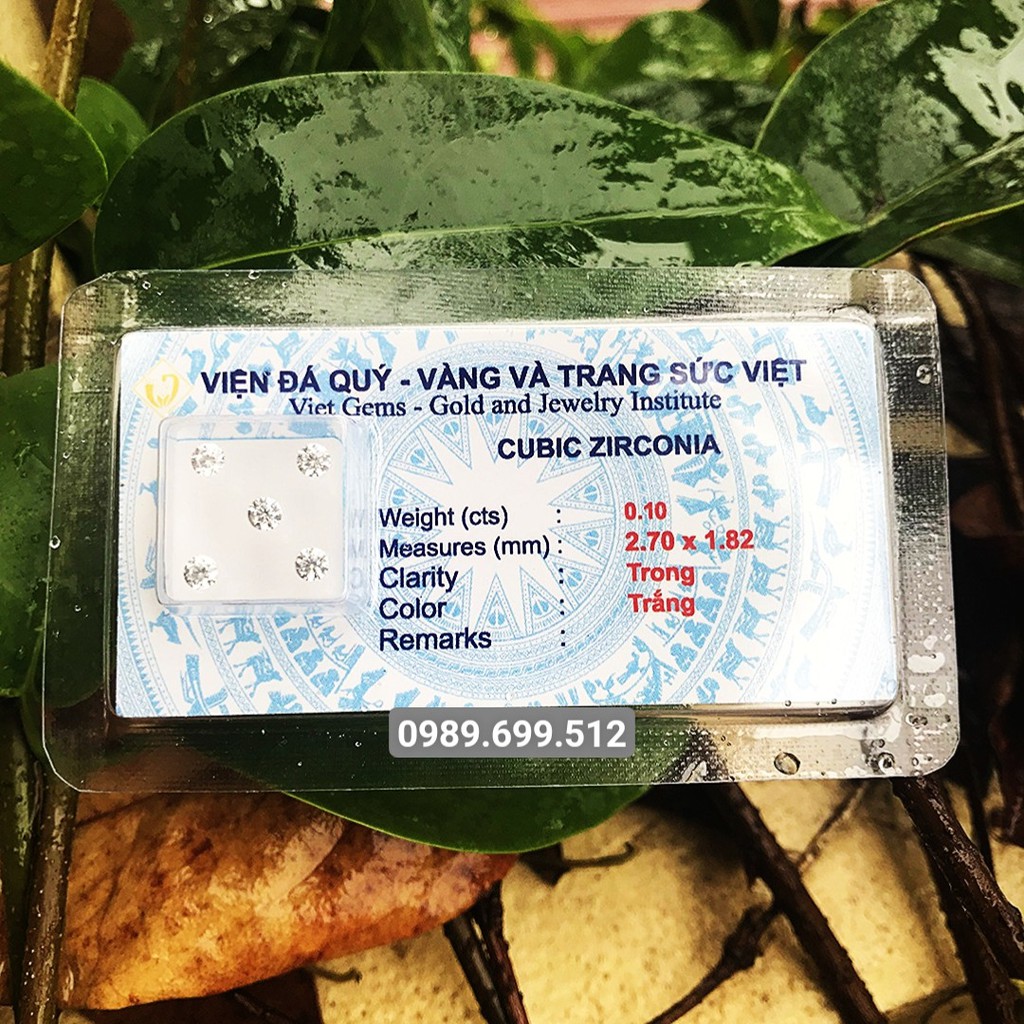 VIỆN ĐÁ QUÝ - VÀNG VÀ TRANG SỨC VIỆT
Viet Gems - Gold and Jewelry Institute
CUBIC ZIRCONIA
Weight (cts) : 0.10
Measures (mm) : 2.70 x 1.82
Clarity : Trong
Color : Trắng
Remarks :
0989.699.512